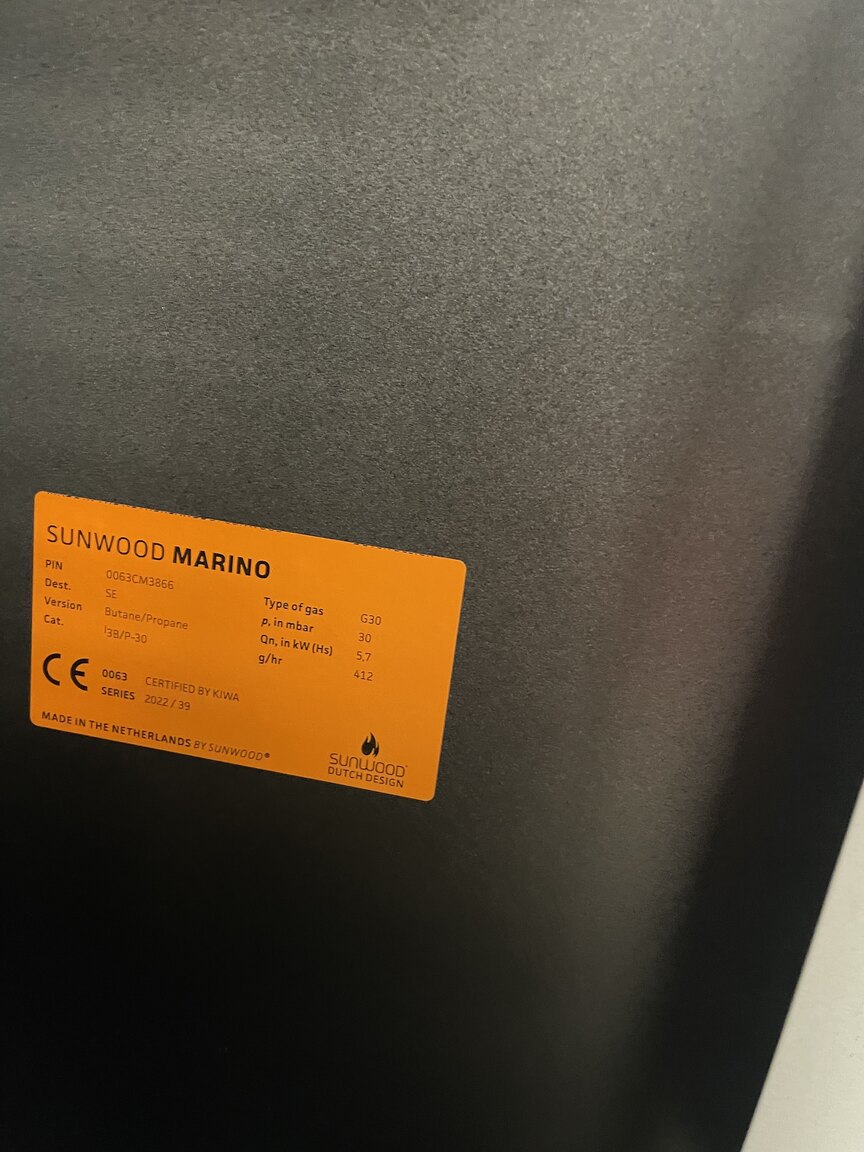 SUNWOOD MARINO
PIN 0063CM3866
Dest. SE
Version Butane/Propane
Cat. I3B/P-30
Type of gas G30
p, in mbar 30
Qn, in kW (Hs) 5,7
g/hr 412
CE 0063 CERTIFIED BY KIWA
SERIES 2022 / 39
MADE IN THE NETHERLANDS BY SUNWOOD®
SUNWOOD®
DUTCH DESIGN